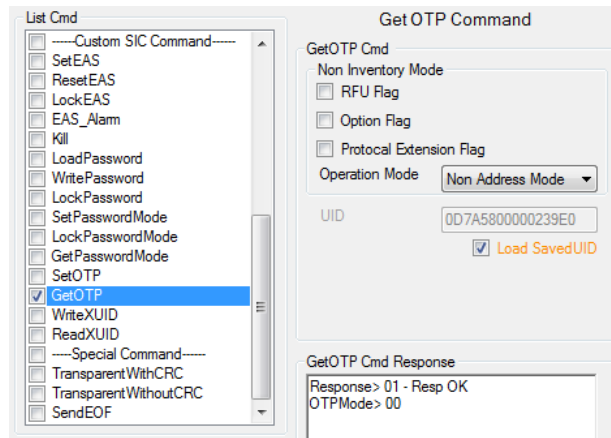 List Cmd
------Custom SIC Command------
SetEAS
ResetEAS
LockEAS
EAS_Alarm
Kill
LoadPassword
WritePassword
LockPassword
SetPasswordMode
LockPasswordMode
GetPasswordMode
SetOTP
GetOTP
WriteXUID
ReadXUID
-----Special Command------
TransparentWithCRC
TransparentWithoutCRC
SendEOF
Get OTP Command
GetOTP Cmd
Non Inventory Mode
RFU Flag
Option Flag
Protocal Extension Flag
Operation Mode
Non Address Mode
UID
0D7A5800000239E0
Load SavedUID
GetOTP Cmd Response
Response> 01 - Resp OK
OTPMode> 00